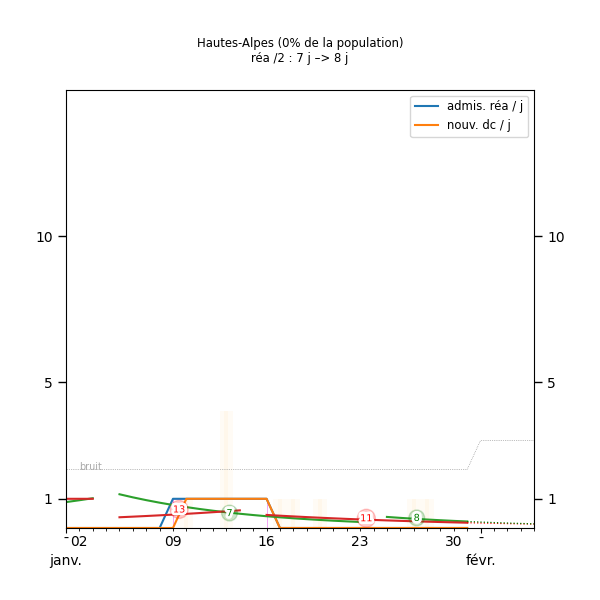 Hautes-Alpes (0% de la population)
réa /2 : 7 j –> 8 j
admis. réa / j
nouv. dc / j
10 10
5 5
bruit
1 1
13 7 11 8
02 09 16 23 30 -
janv. févr.